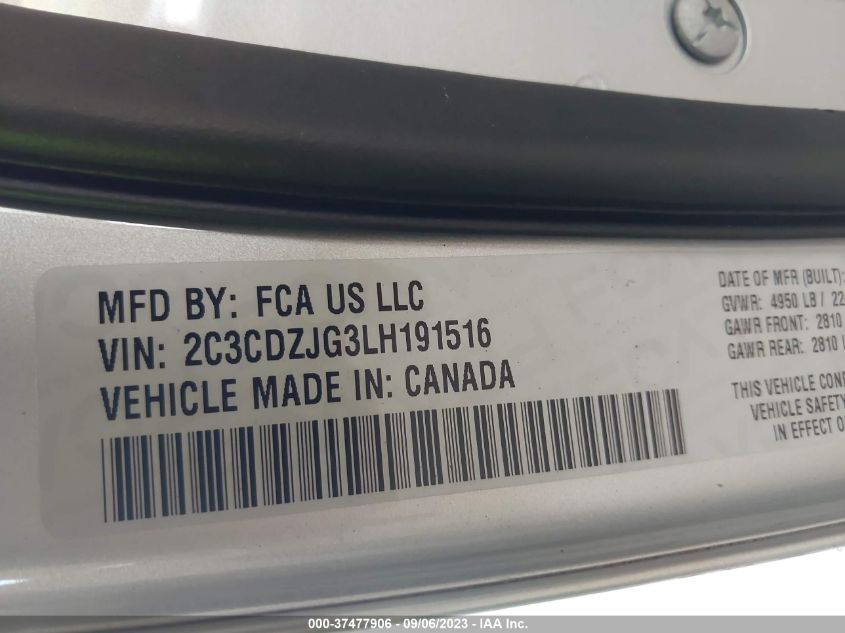 MFD BY: FCA US LLC
VIN: 2C3CDZJG3LH191516
VEHICLE MADE IN: CANADA
DATE OF MFR (BUILT):
GVWR: 4950 LB / 22
GAWR FRONT: 2810
GAWR REAR: 2810
THIS VEHICLE
VEHICLE SAFETY
IN EFFECT
000-37477906 - 09/06/2023 - IAA Inc.